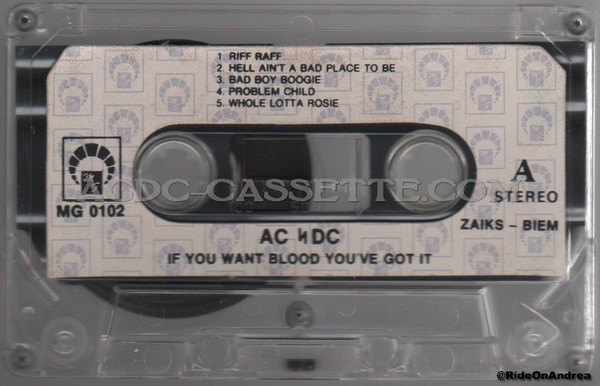 1. RIFF RAFF
2. HELL AIN'T A BAD PLACE TO BE
3. BAD BOY BOOGIE
4. PROBLEM CHILD
5. WHOLE LOTTA ROSIE
MG 0102
ACDC-CASSETTE.COM
A
STEREO
ZAIKS - BIEM
AC ϟ DC
IF YOU WANT BLOOD YOU'VE GOT IT
@RideOnAndrea